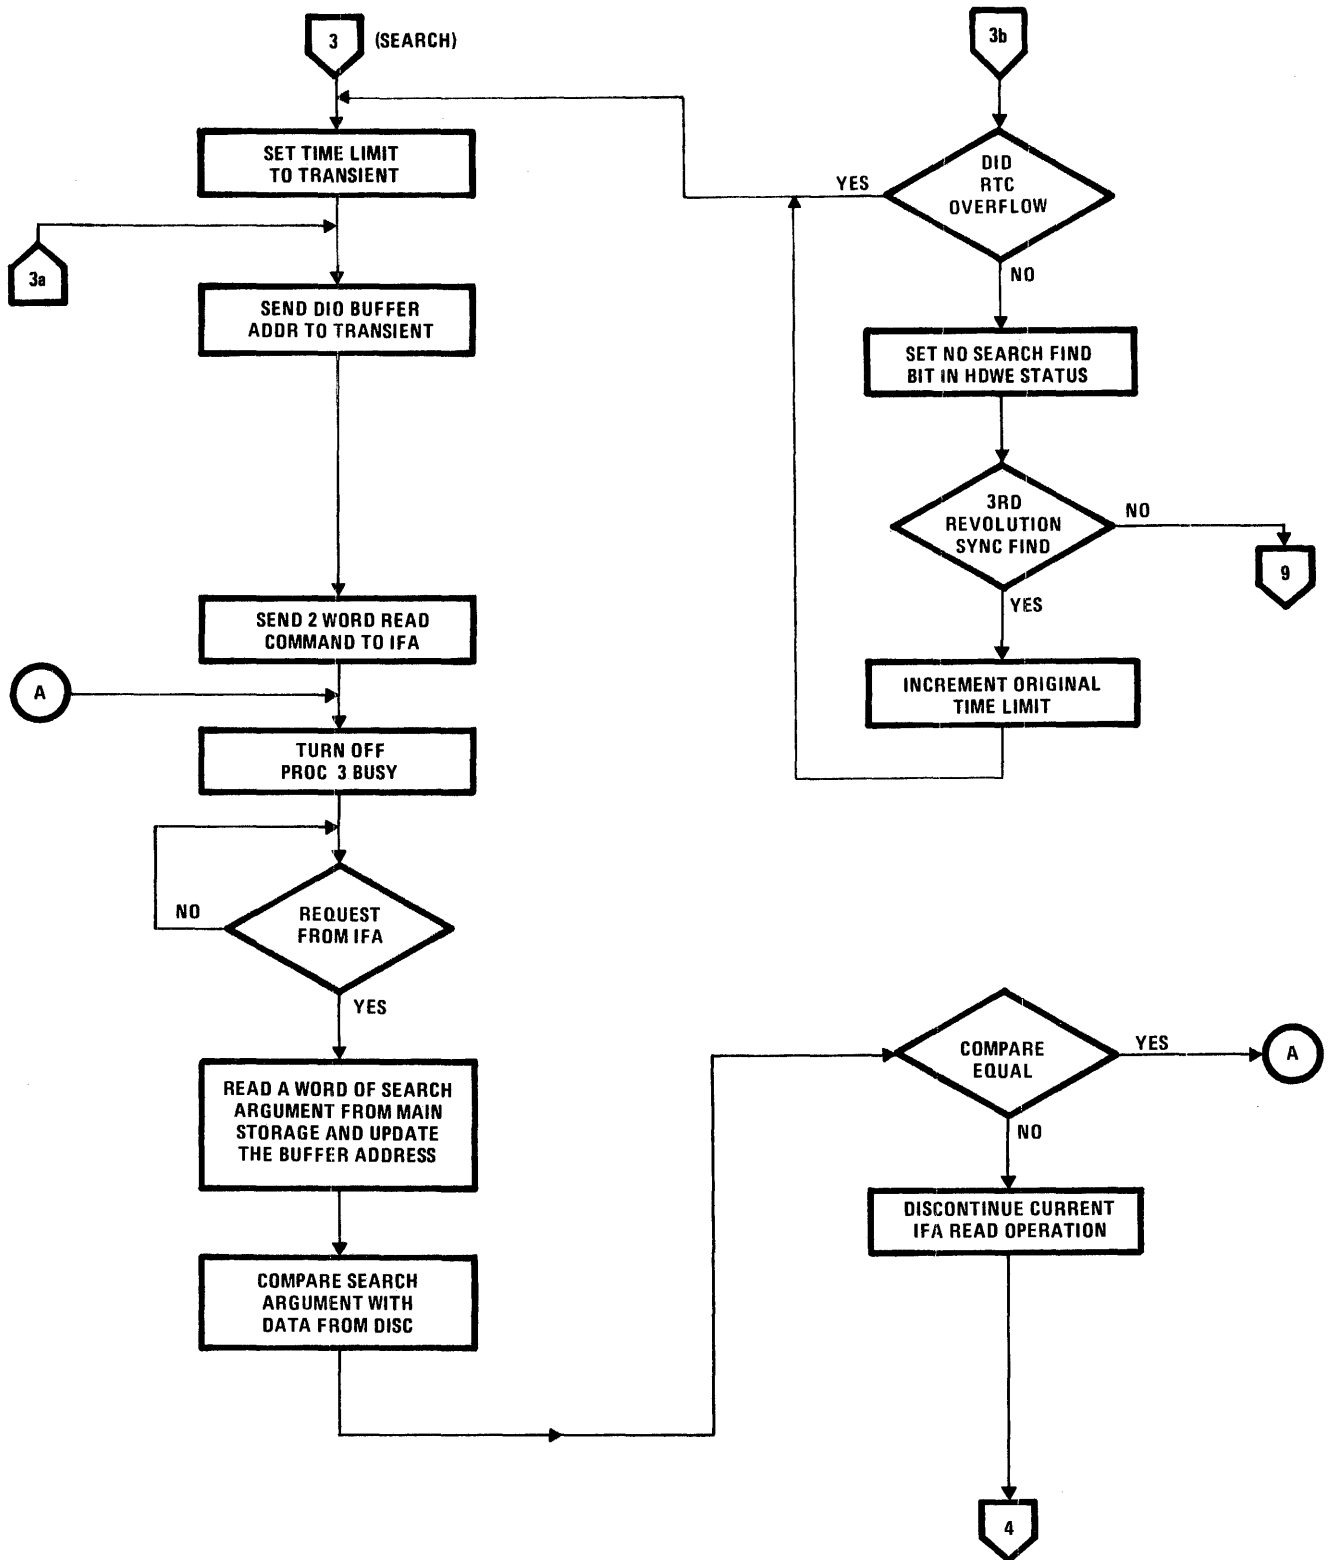 3 (SEARCH)
SET TIME LIMIT
TO TRANSIENT
3a
SEND DIO BUFFER
ADDR TO TRANSIENT
SEND 2 WORD READ
COMMAND TO IFA
A
TURN OFF
PROC 3 BUSY
NO
REQUEST
FROM IFA
YES
READ A WORD OF SEARCH
ARGUMENT FROM MAIN
STORAGE AND UPDATE
THE BUFFER ADDRESS
COMPARE SEARCH
ARGUMENT WITH
DATA FROM DISC
3b
DID
RTC
OVERFLOW
YES
NO
SET NO SEARCH FIND
BIT IN HDWE STATUS
3RD
REVOLUTION
SYNC FIND
NO
9
YES
INCREMENT ORIGINAL
TIME LIMIT
COMPARE
EQUAL
YES
A
NO
DISCONTINUE CURRENT
IFA READ OPERATION
4